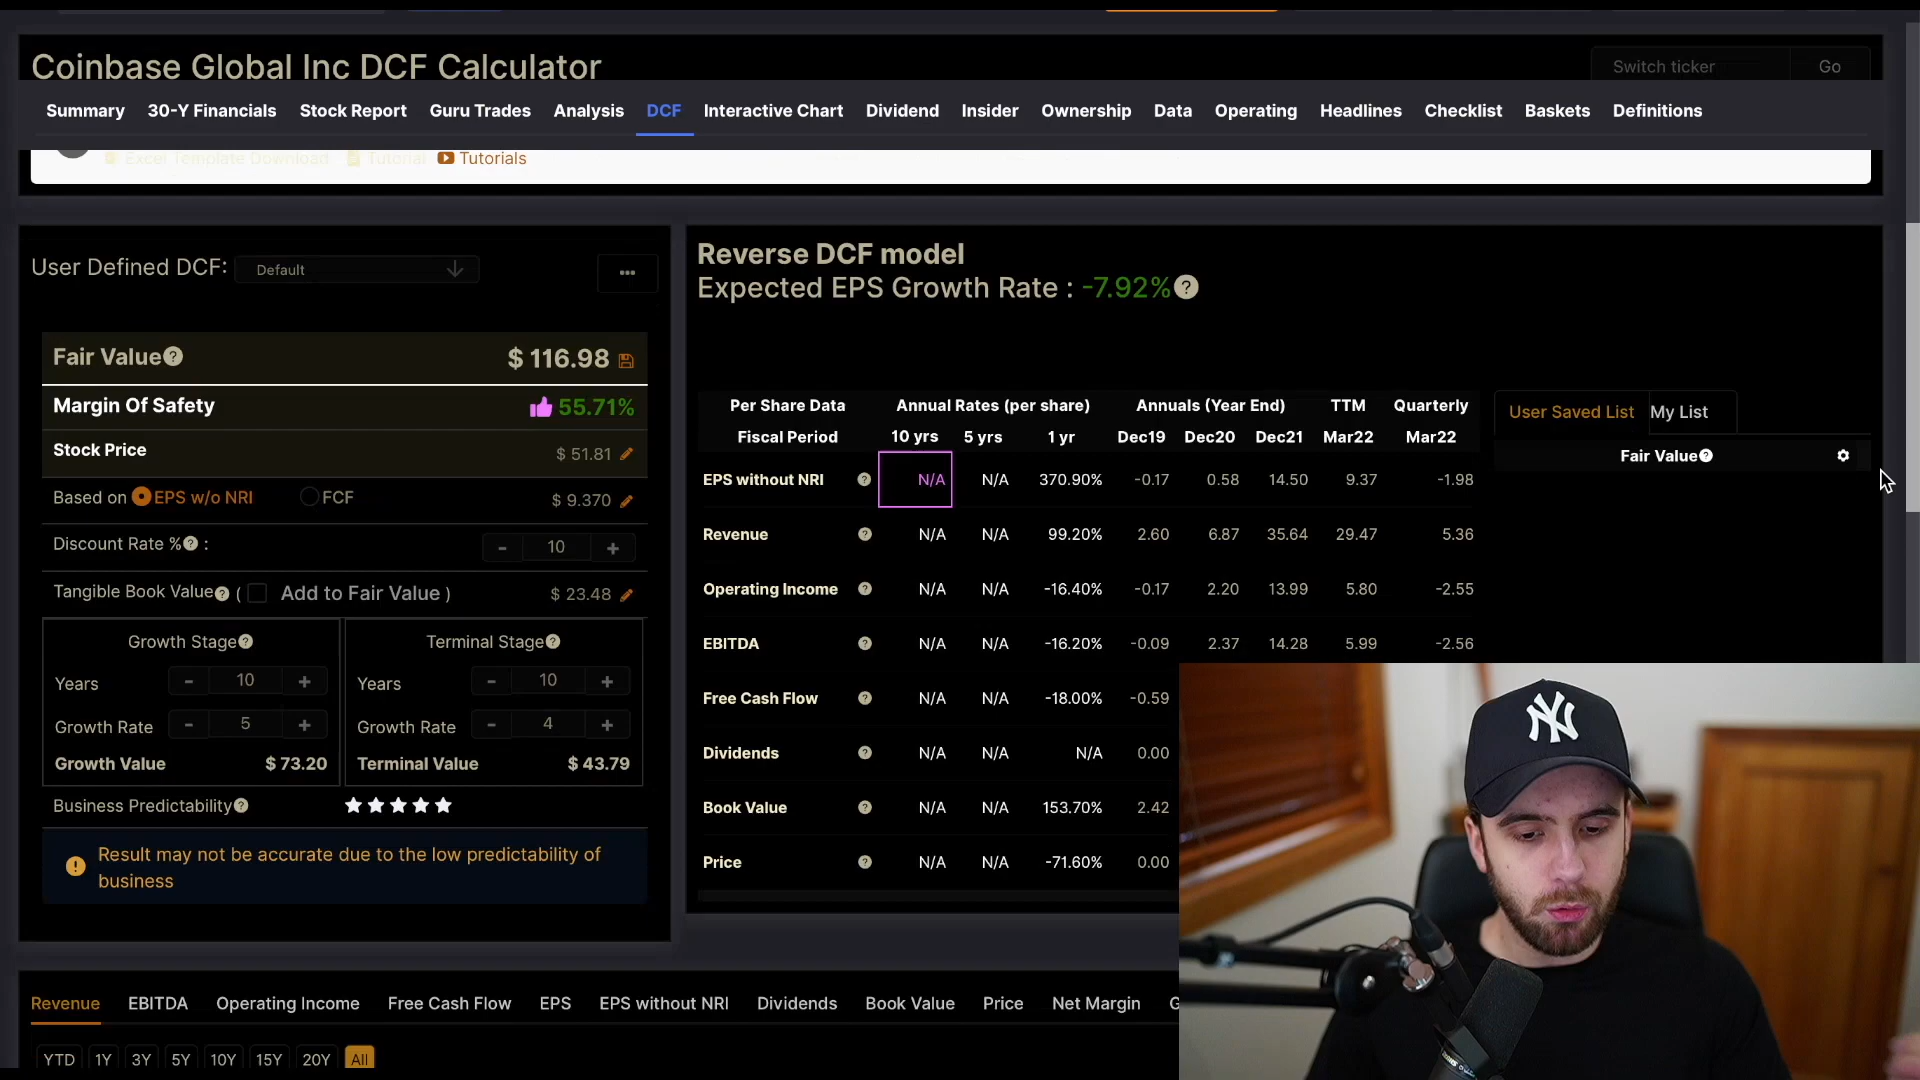 Coinbase Global Inc DCF Calculator
Switch ticker Go
Summary 30-Y Financials Stock Report Guru Trades Analysis DCF Interactive Chart Dividend Insider Ownership Data Operating Headlines Checklist Baskets Definitions
Excel Template Download Tutorial Tutorials
User Defined DCF: Default ...
Fair Value $ 116.98
Margin Of Safety 55.71%
Stock Price $ 51.81
Based on EPS w/o NRI FCF $ 9.370
Discount Rate % : - 10 +
Tangible Book Value ( Add to Fair Value ) $ 23.48
Growth Stage
Years - 10 +
Growth Rate - 5 +
Growth Value $ 73.20
Terminal Stage
Years - 10 +
Growth Rate - 4 +
Terminal Value $ 43.79
Business Predictability
Result may not be accurate due to the low predictability of
business
Reverse DCF model
Expected EPS Growth Rate : -7.92%
Per Share Data Annual Rates (per share) Annuals (Year End) TTM Quarterly
Fiscal Period 10 yrs 5 yrs 1 yr Dec19 Dec20 Dec21 Mar22 Mar22
EPS without NRI N/A N/A 370.90% -0.17 0.58 14.50 9.37 -1.98
Revenue N/A N/A 99.20% 2.60 6.87 35.64 29.47 5.36
Operating Income N/A N/A -16.40% -0.17 2.20 13.99 5.80 -2.55
EBITDA N/A N/A -16.20% -0.09 2.37 14.28 5.99 -2.56
Free Cash Flow N/A N/A -18.00% -0.59
Dividends N/A N/A N/A 0.00
Book Value N/A N/A 153.70% 2.42
Price N/A N/A -71.60% 0.00
User Saved List My List
Fair Value
NY
Revenue EBITDA Operating Income Free Cash Flow EPS EPS without NRI Dividends Book Value Price Net Margin
YTD 1Y 3Y 5Y 10Y 15Y 20Y All